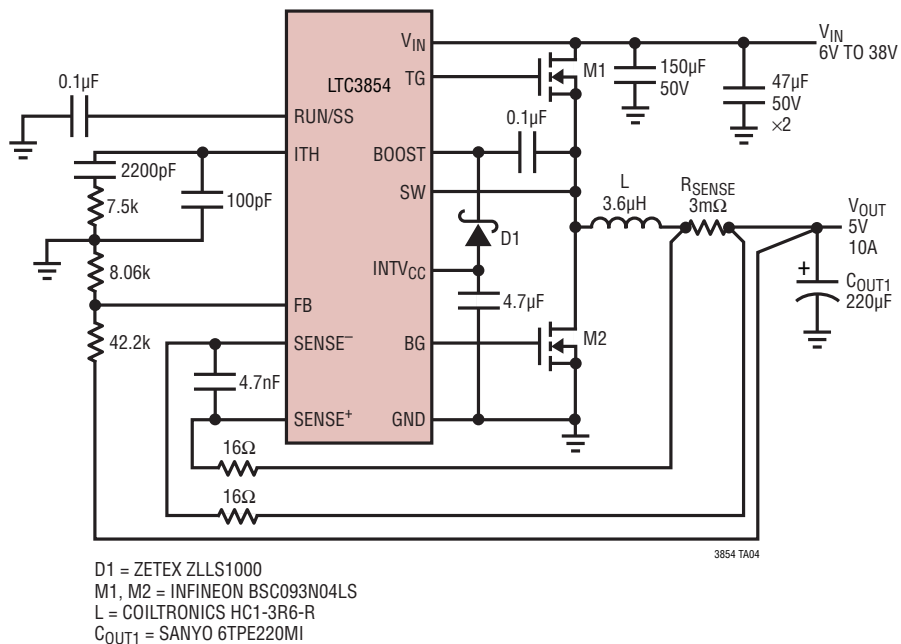 V_IN
6V TO 38V
V_IN
LTC3854
TG
M1
150µF
50V
47µF
50V
×2
0.1µF
RUN/SS
0.1µF
ITH
BOOST
2200pF
7.5k
100pF
SW
L
3.6µH
R_SENSE
3mΩ
V_OUT
5V
10A
D1
8.06k
INTV_CC
4.7µF
C_OUT1
220µF
+
FB
42.2k
SENSE⁻
BG
M2
4.7nF
SENSE⁺
GND
16Ω
16Ω
3854 TA04
D1 = ZETEX ZLLS1000
M1, M2 = INFINEON BSC093N04LS
L = COILTRONICS HC1-3R6-R
C_OUT1 = SANYO 6TPE220MI